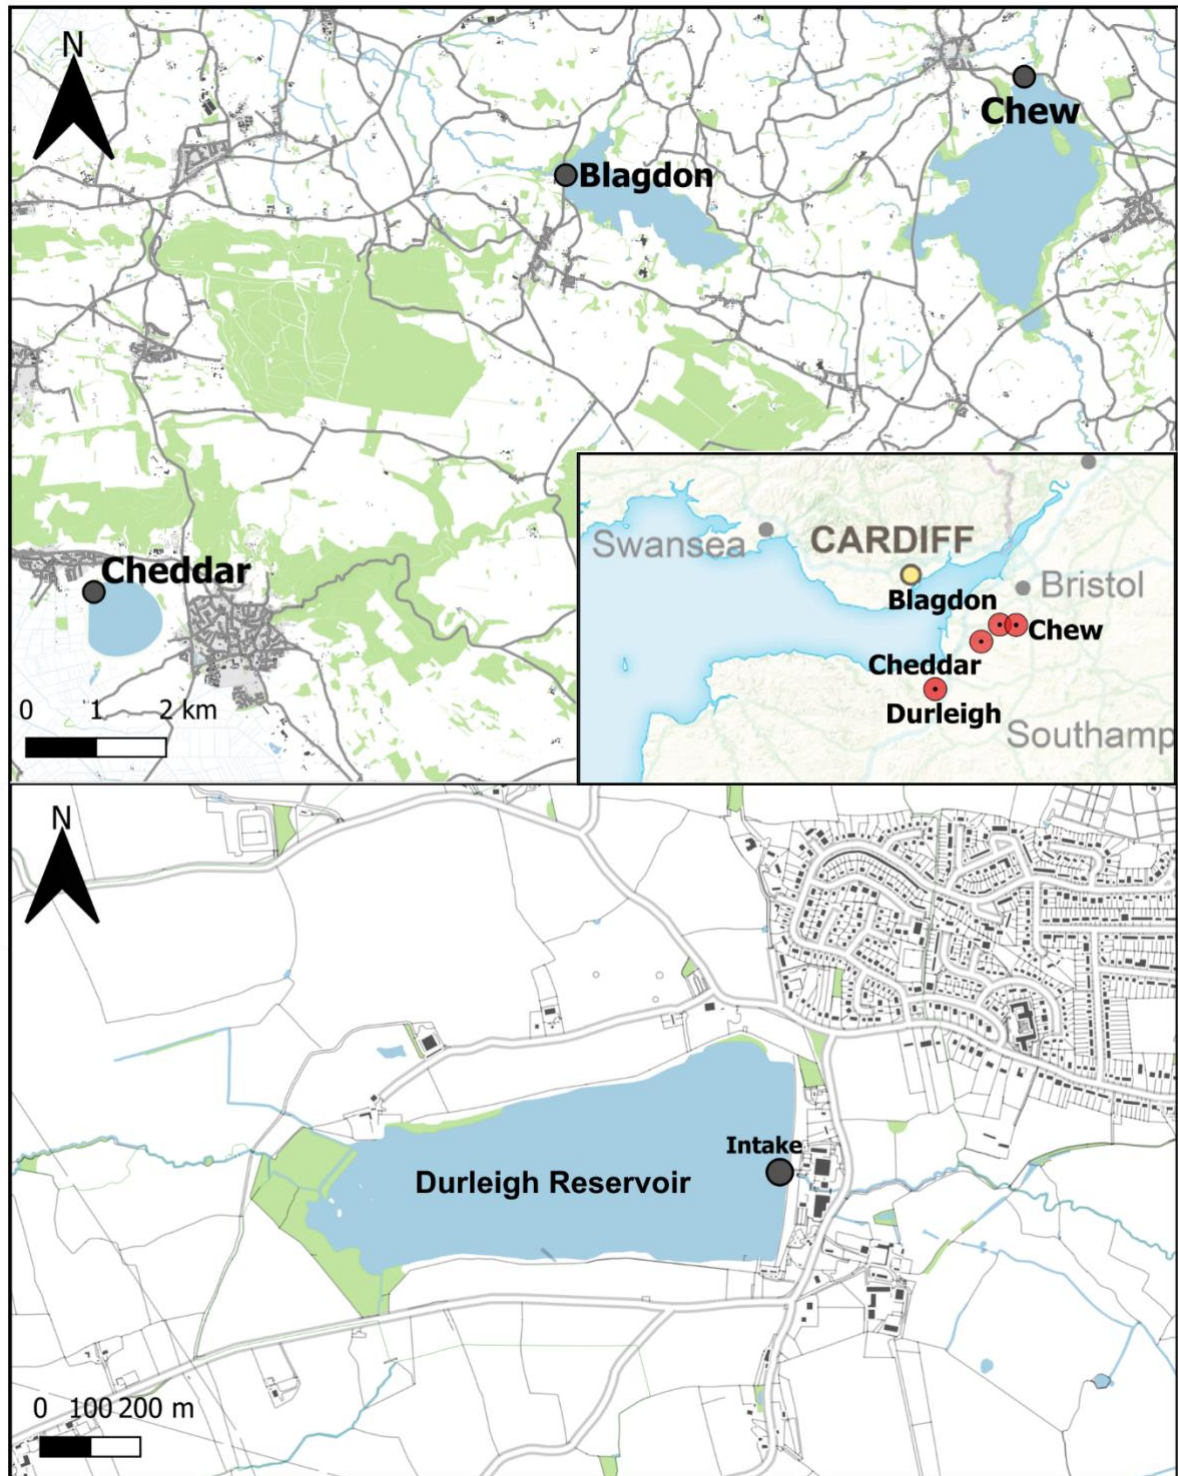 N
Chew
Blagdon
Cheddar
0 1 2 km
Swansea
CARDIFF
Bristol
Blagdon
Chew
Cheddar
Durleigh
Southamp
N
Intake
Durleigh Reservoir
0 100 200 m